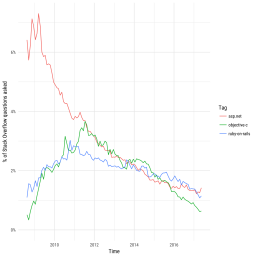 6%
4%
2%
0%
2010
2012
2014
2016
Time
% of Stack Overflow questions asked
Tag
asp.net
objective-c
ruby-on-rails